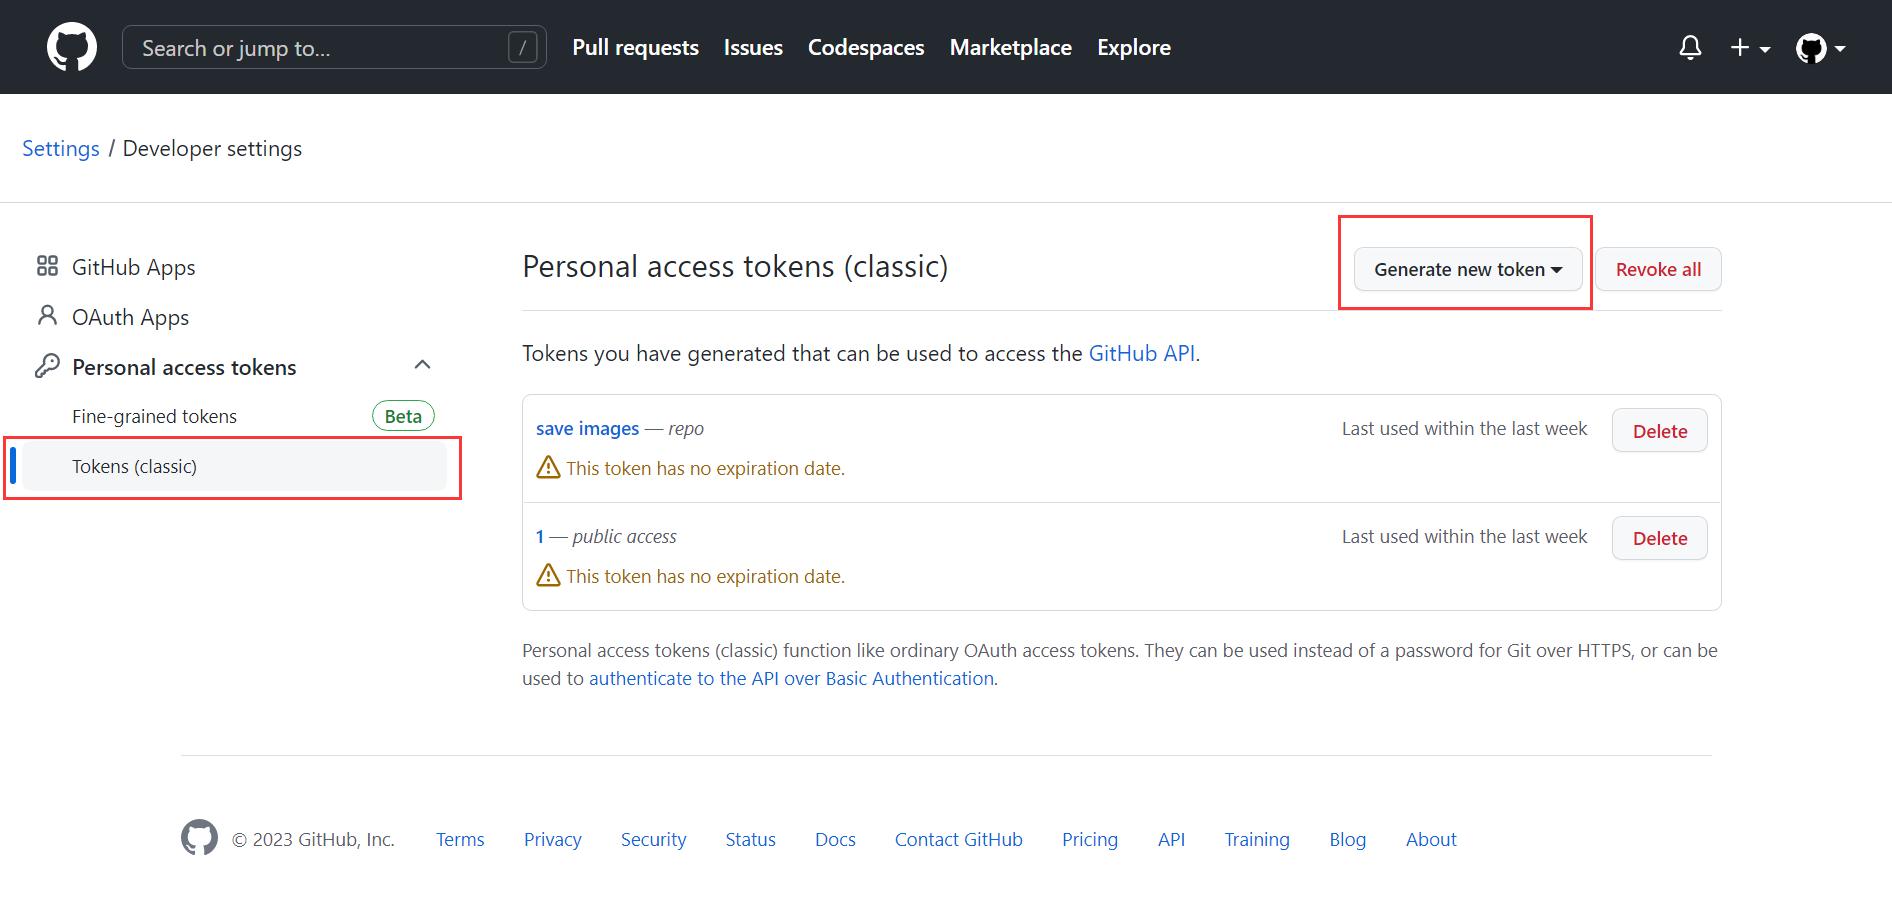 Search or jump to... / Pull requests Issues Codespaces Marketplace Explore
Settings / Developer settings
GitHub Apps
OAuth Apps
Personal access tokens
Fine-grained tokens Beta
Tokens (classic)
Personal access tokens (classic) Generate new token Revoke all
Tokens you have generated that can be used to access the GitHub API.
save images — repo Last used within the last week Delete
This token has no expiration date.
1 — public access Last used within the last week Delete
This token has no expiration date.
Personal access tokens (classic) function like ordinary OAuth access tokens. They can be used instead of a password for Git over HTTPS, or can be
used to authenticate to the API over Basic Authentication.
© 2023 GitHub, Inc. Terms Privacy Security Status Docs Contact GitHub Pricing API Training Blog About